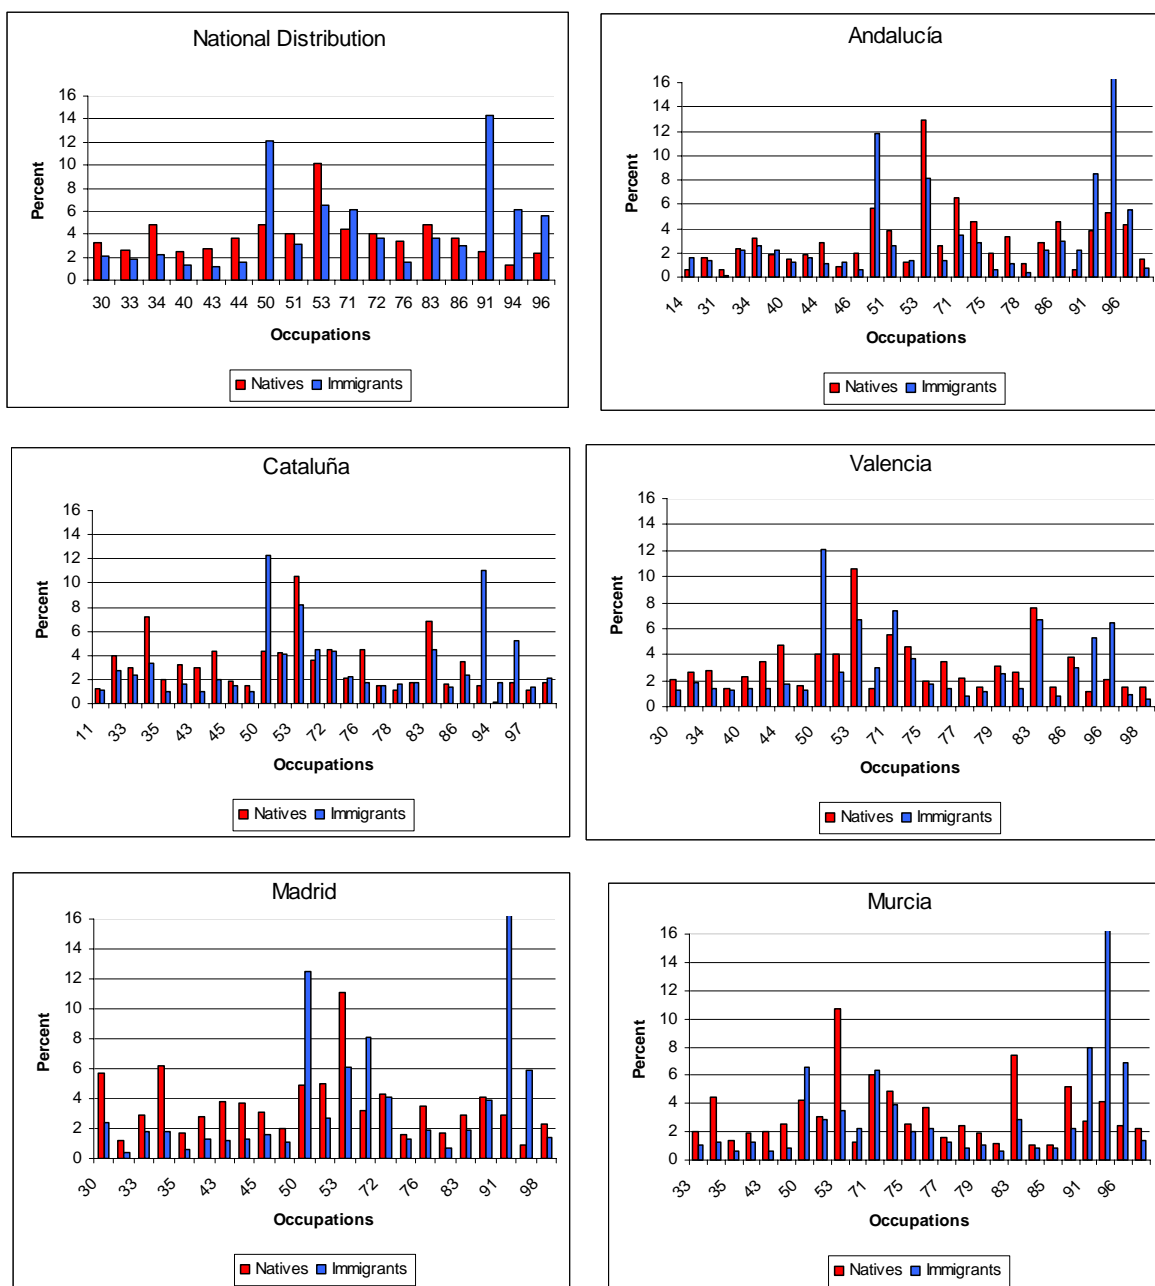 National Distribution
16
14
12
10
8
6
4
2
0
Percent
30 33 34 40 43 44 50 51 53 71 72 76 83 86 91 94 96
Occupations
Natives Immigrants
Andalucía
16
14
12
10
8
6
4
2
0
Percent
14 31 34 40 44 46 51 53 71 75 78 86 91 96
Occupations
Natives Immigrants
Cataluña
16
14
12
10
8
6
4
2
0
Percent
11 33 35 43 45 50 53 72 76 78 83 86 94 97
Occupations
Natives Immigrants
Valencia
16
14
12
10
8
6
4
2
0
Percent
30 34 40 44 50 53 71 75 77 79 83 86 96 98
Occupations
Natives Immigrants
Madrid
16
14
12
10
8
6
4
2
0
Percent
30 33 35 43 45 50 53 72 76 83 91 98
Occupations
Natives Immigrants
Murcia
16
14
12
10
8
6
4
2
0
Percent
33 35 43 50 53 71 75 77 79 83 85 91 96
Occupations
Natives Immigrants